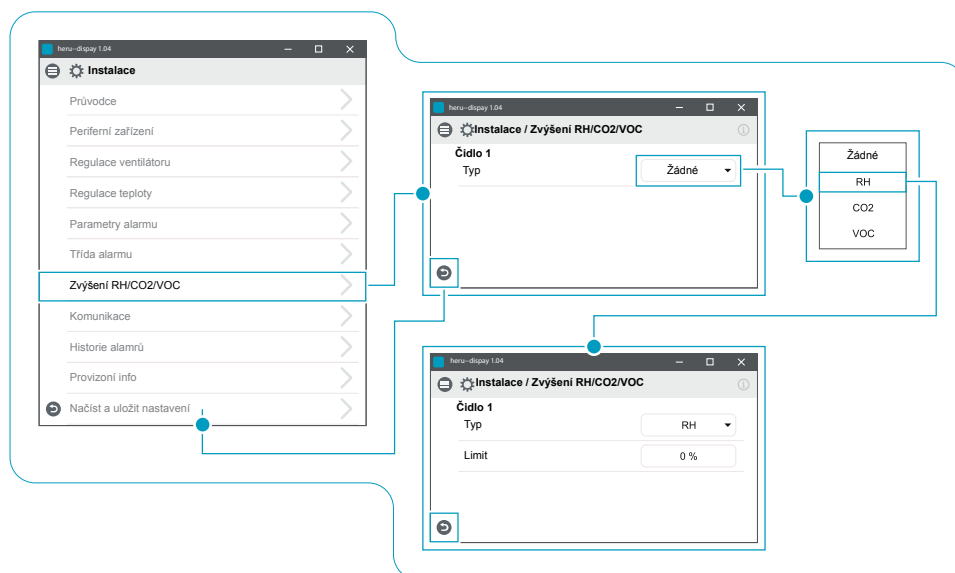 heru-dispay 1.04
Instalace
Průvodce
Periferní zařízení
Regulace ventilátoru
Regulace teploty
Parametry alarmu
Třída alarmu
Zvýšení RH/CO2/VOC
Komunikace
Historie alamrů
Provizoní info
Načíst a uložit nastavení
heru-dispay 1.04
Instalace / Zvýšení RH/CO2/VOC
Čidlo 1
Typ Žádné
Žádné
RH
CO2
VOC
heru-dispay 1.04
Instalace / Zvýšení RH/CO2/VOC
Čidlo 1
Typ RH
Limit 0 %